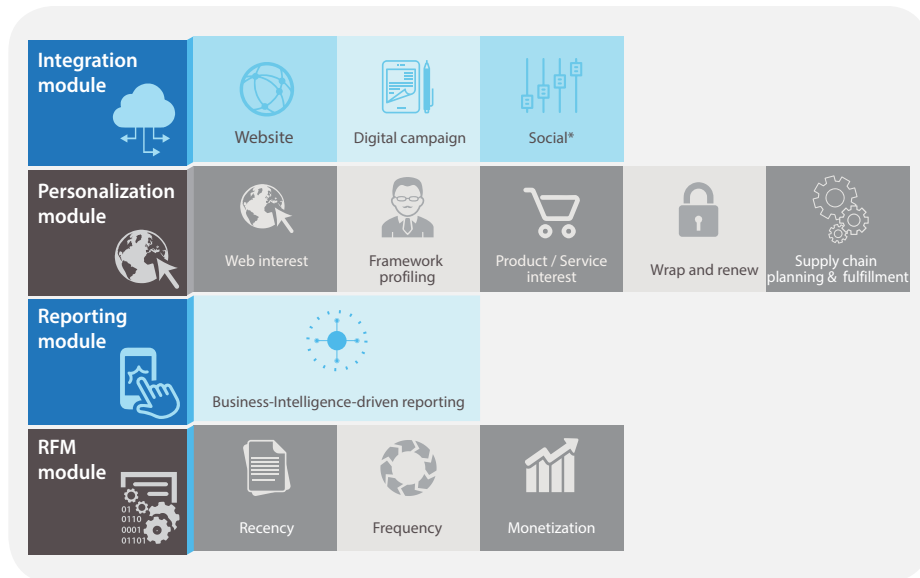 Integration
module
Website
Digital campaign
Social*
Personalization
module
Web interest
Framework
profiling
Product / Service
interest
Wrap and renew
Supply chain
planning & fulfillment
Reporting
module
Business-Intelligence-driven reporting
RFM
module
01
0110
0001
01101
Recency
Frequency
Monetization